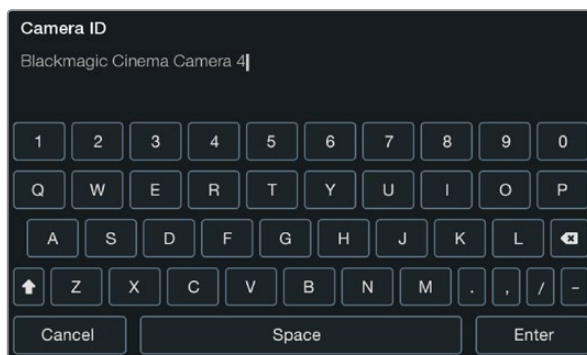 Camera ID
Blackmagic Cinema Camera 4
1 2 3 4 5 6 7 8 9 0
Q W E R T Y U I O P
A S D F G H J K L
Z X C V B N M . , / -
Cancel Space Enter